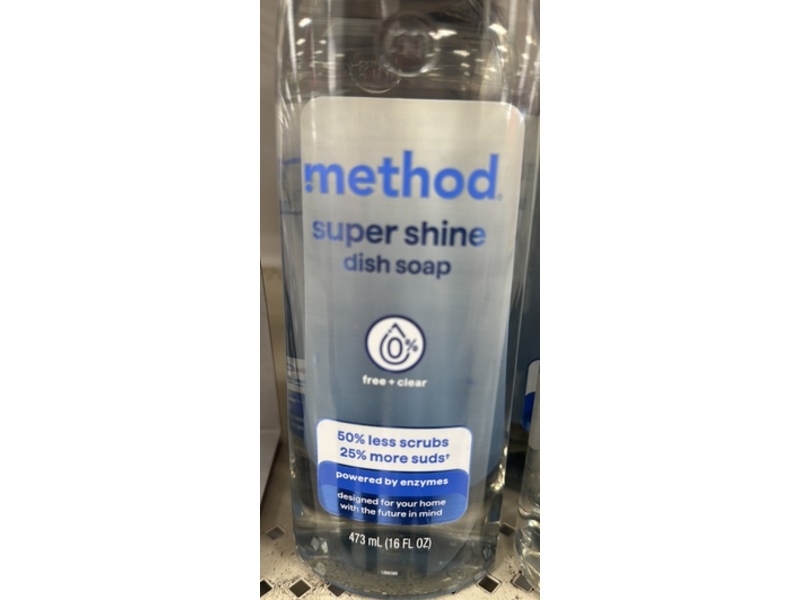 method
super shine
dish soap
0%
free + clear
50% less scrubs
25% more suds†
powered by enzymes
designed for your home
with the future in mind
473 mL (16 FL OZ)